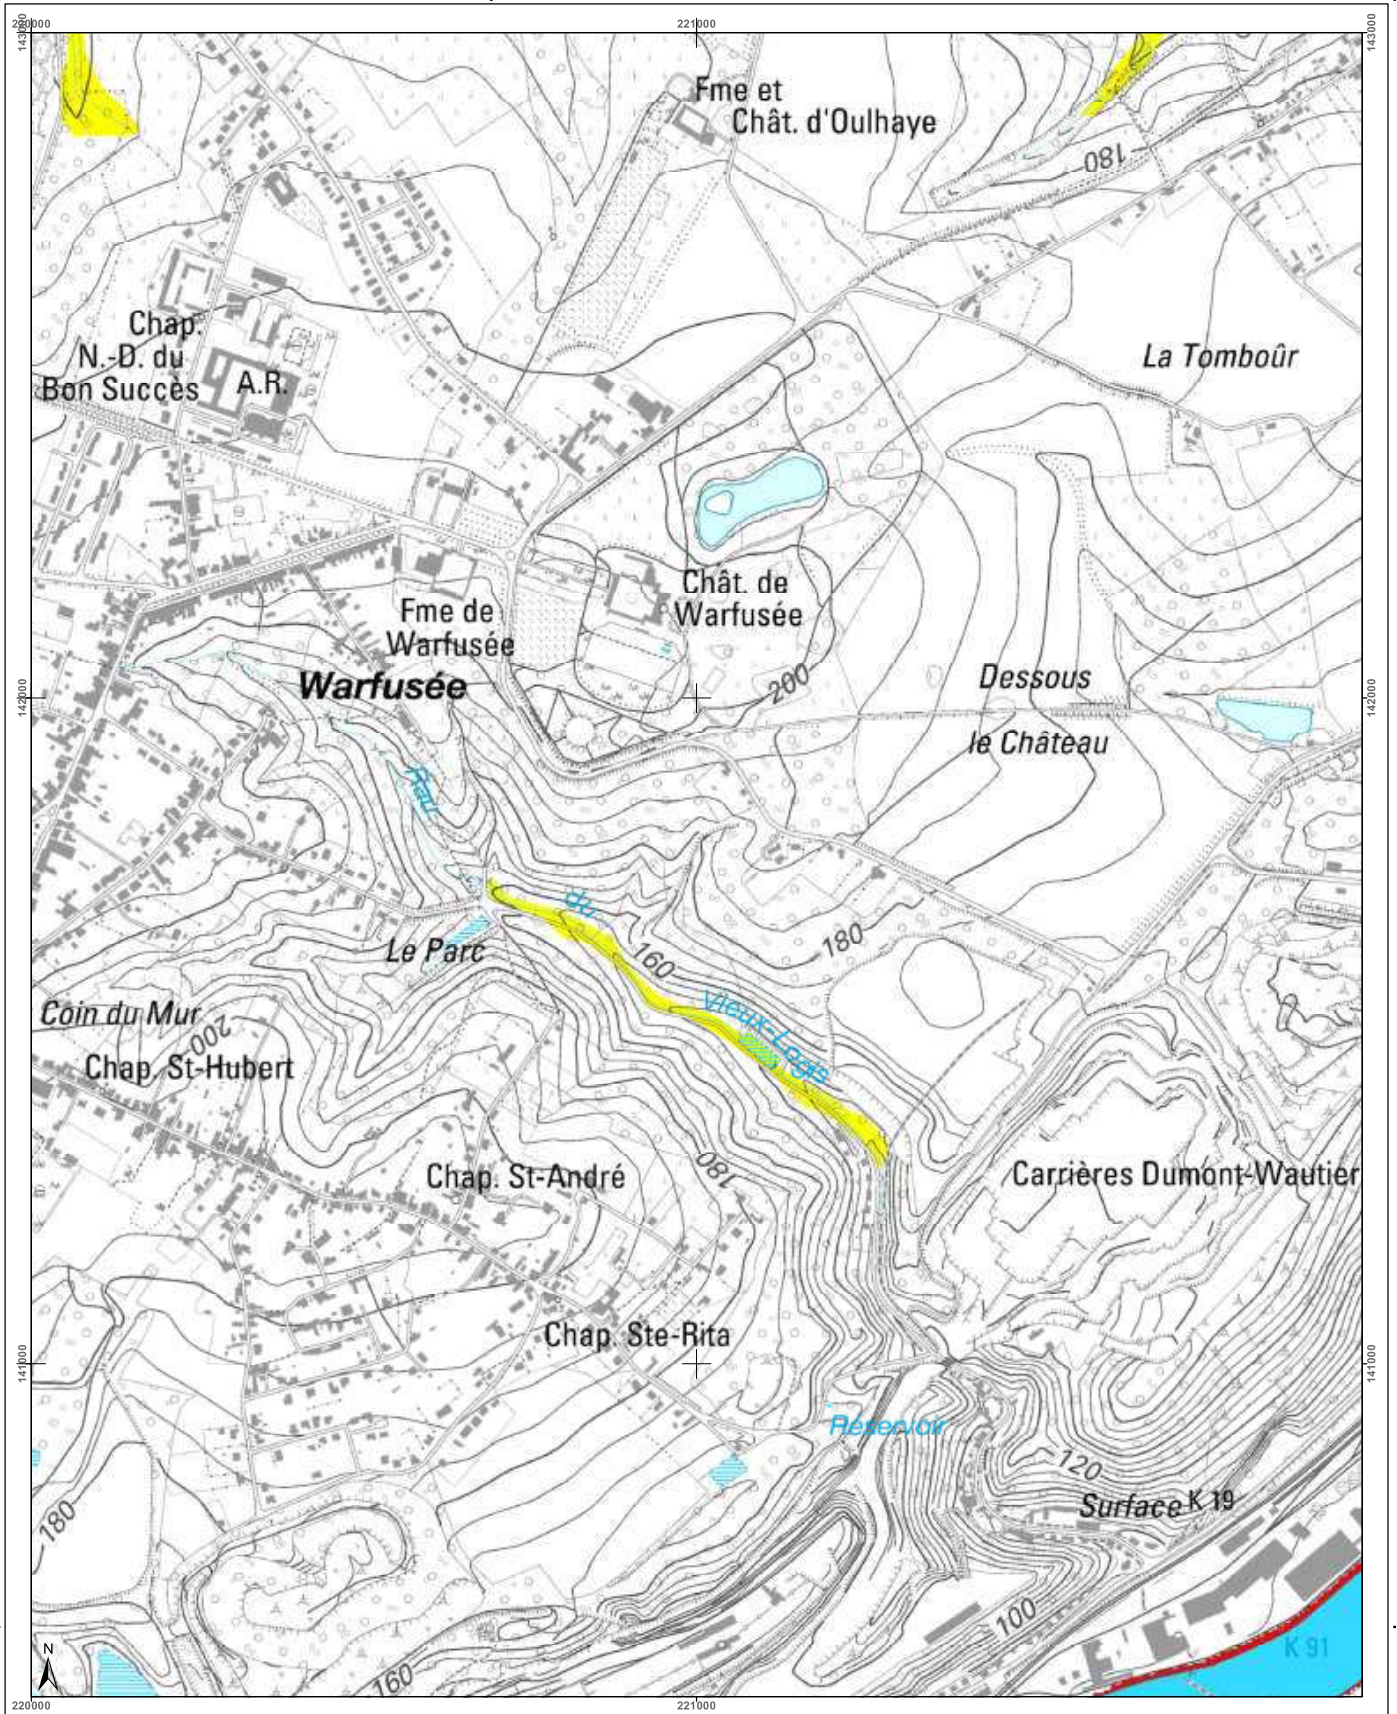 220000
221000
143000
143000
Fme et
Chât. d'Oulhaye
180
Chap.
N.-D. du
Bon Succès
A.R.
La Tomboûr
Chât. de
Warfusée
Fme de
Warfusée
Warfusée
200
Dessous
le Château
142000
142000
Rau
du
Vieux-Logis
Le Parc
160
180
Coin du Mur
200
Chap. St-Hubert
Chap. St-André
180
Carrières Dumont-Wautier
Chap. Ste-Rita
141000
141000
Réservoir
120
Surface K 19
180
100
160
K 91
N
220000
221000